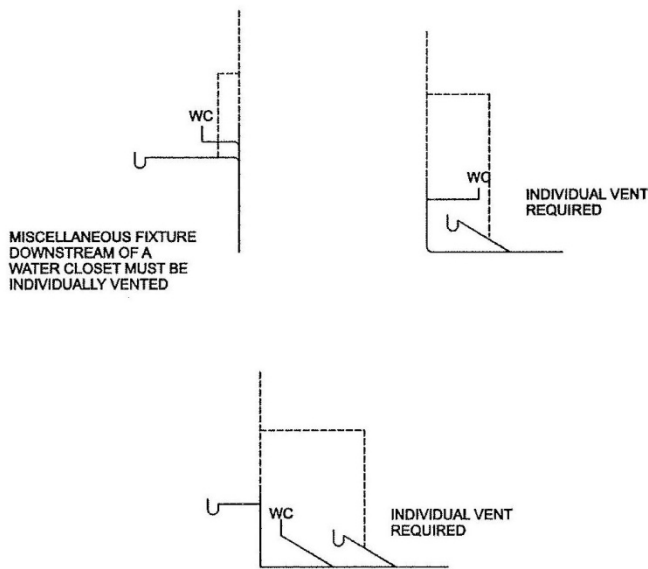 WC
MISCELLANEOUS FIXTURE
DOWNSTREAM OF A
WATER CLOSET MUST BE
INDIVIDUALLY VENTED
WC
INDIVIDUAL VENT
REQUIRED
WC
INDIVIDUAL VENT
REQUIRED